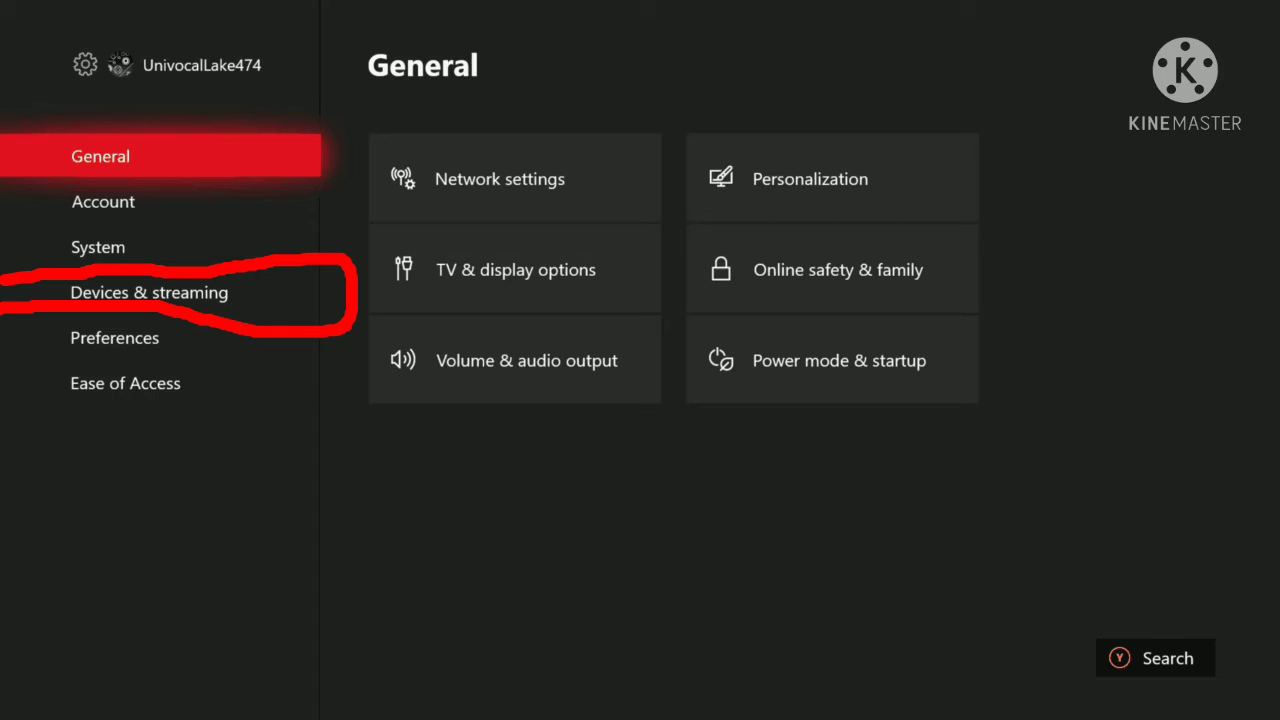 UnivocalLake474
General
K
KINEMASTER
General
Account
System
Devices & streaming
Preferences
Ease of Access
Network settings
Personalization
TV & display options
Online safety & family
Volume & audio output
Power mode & startup
Y Search